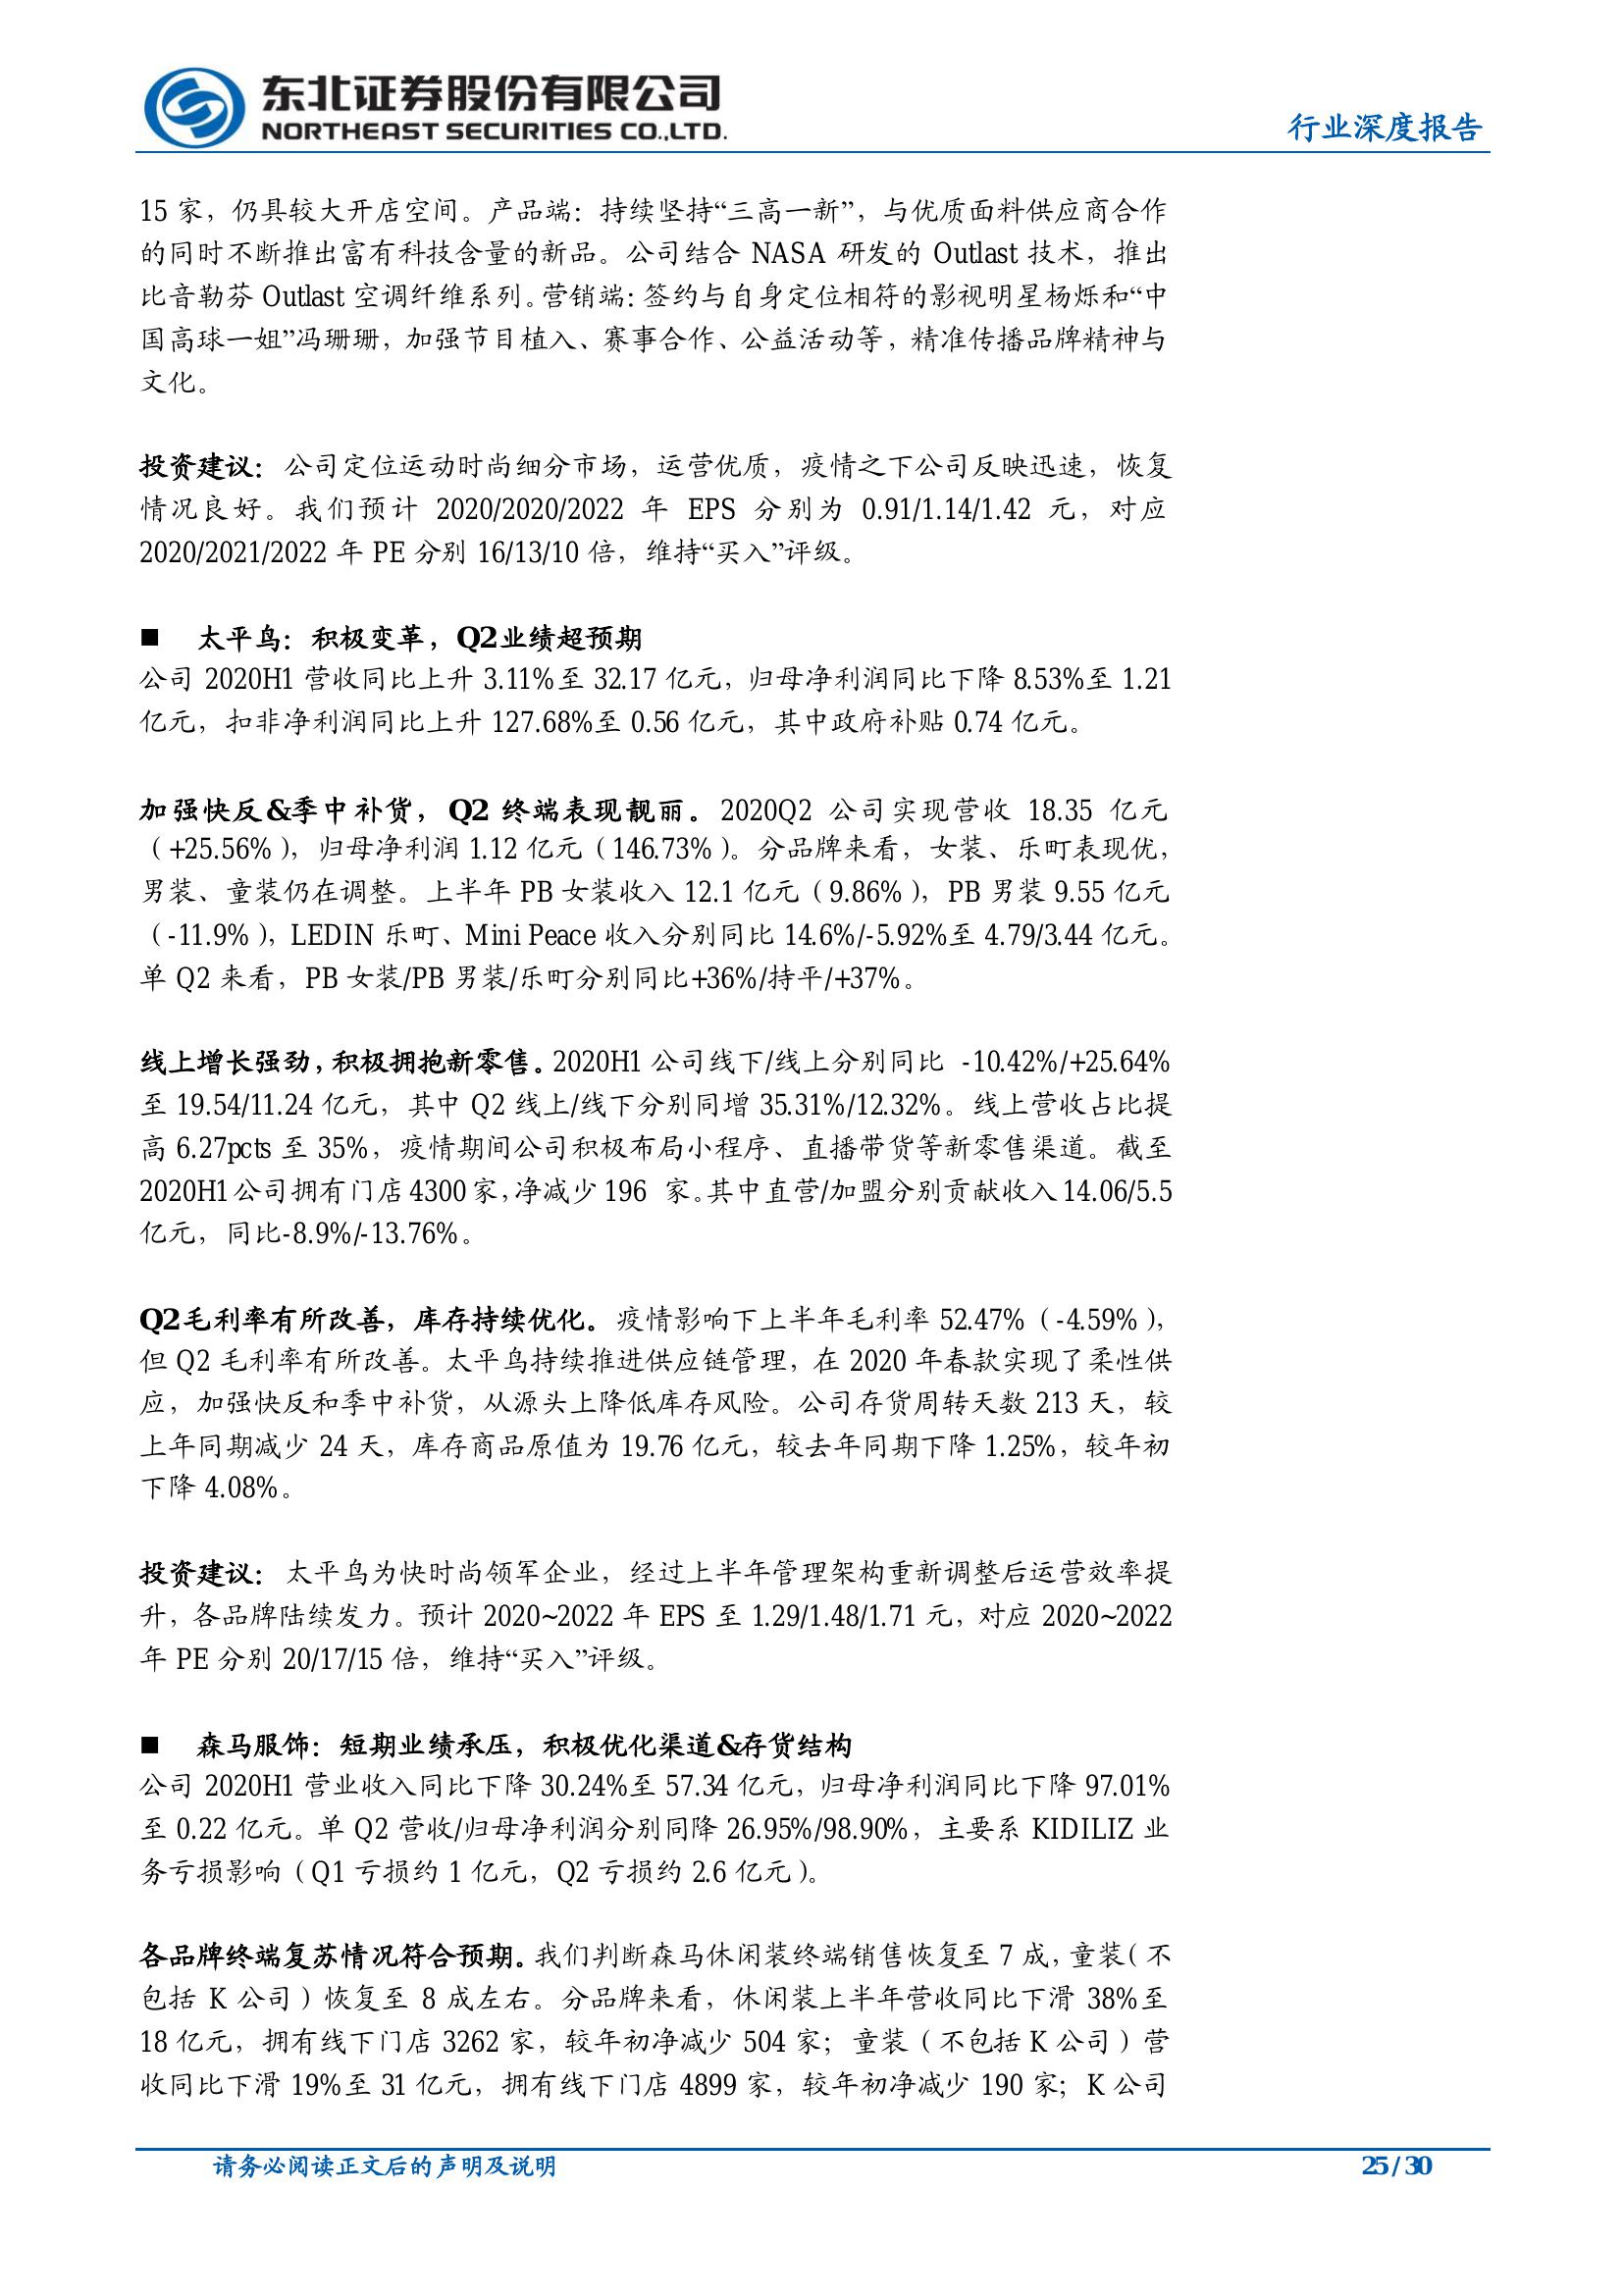 东北证券股份有限公司
NORTHEAST SECURITIES CO.,LTD.
行业深度报告
15 家，仍具较大开店空间。产品端：持续坚持“三高一新”，与优质面料供应商合作
的同时不断推出富有科技含量的新品。公司结合 NASA 研发的 Outlast 技术，推出
比音勒芬 Outlast 空调纤维系列。营销端：签约与自身定位相符的影视明星杨烁和“中
国高球一姐”冯珊珊，加强节目植入、赛事合作、公益活动等，精准传播品牌精神与
文化。
投资建议：公司定位运动时尚细分市场，运营优质，疫情之下公司反映迅速，恢复
情况良好。我们预计 2020/2020/2022 年 EPS 分别为 0.91/1.14/1.42 元，对应
2020/2021/2022 年 PE 分别 16/13/10 倍，维持“买入”评级。
■ 太平鸟：积极变革，Q2业绩超预期
公司 2020H1 营收同比上升 3.11%至 32.17 亿元，归母净利润同比下降 8.53%至 1.21
亿元，扣非净利润同比上升 127.68%至 0.56 亿元，其中政府补贴 0.74 亿元。
加强快反&季中补货，Q2 终端表现靓丽。2020Q2 公司实现营收 18.35 亿元
（+25.56%），归母净利润 1.12 亿元（146.73%）。分品牌来看，女装、乐町表现优，
男装、童装仍在调整。上半年 PB 女装收入 12.1 亿元（9.86%），PB 男装 9.55 亿元
（-11.9%），LEDIN 乐町、Mini Peace 收入分别同比 14.6%/-5.92%至 4.79/3.44 亿元。
单 Q2 来看，PB 女装/PB 男装/乐町分别同比+36%/持平/+37%。
线上增长强劲，积极拥抱新零售。2020H1 公司线下/线上分别同比 -10.42%/+25.64%
至 19.54/11.24 亿元，其中 Q2 线上/线下分别同增 35.31%/12.32%。线上营收占比提
高 6.27pcts 至 35%，疫情期间公司积极布局小程序、直播带货等新零售渠道。截至
2020H1公司拥有门店4300家，净减少196 家。其中直营/加盟分别贡献收入14.06/5.5
亿元，同比-8.9%/-13.76%。
Q2毛利率有所改善，库存持续优化。疫情影响下上半年毛利率 52.47%（-4.59%），
但 Q2 毛利率有所改善。太平鸟持续推进供应链管理，在 2020 年春款实现了柔性供
应，加强快反和季中补货，从源头上降低库存风险。公司存货周转天数 213 天，较
上年同期减少 24 天，库存商品原值为 19.76 亿元，较去年同期下降 1.25%，较年初
下降 4.08%。
投资建议：太平鸟为快时尚领军企业，经过上半年管理架构重新调整后运营效率提
升，各品牌陆续发力。预计 2020~2022 年 EPS 至 1.29/1.48/1.71 元，对应 2020~2022
年 PE 分别 20/17/15 倍，维持“买入”评级。
■ 森马服饰：短期业绩承压，积极优化渠道&存货结构
公司 2020H1 营业收入同比下降 30.24%至 57.34 亿元，归母净利润同比下降 97.01%
至 0.22 亿元。单 Q2 营收/归母净利润分别同降 26.95%/98.90%，主要系 KIDILIZ 业
务亏损影响（Q1 亏损约 1 亿元，Q2 亏损约 2.6 亿元）。
各品牌终端复苏情况符合预期。我们判断森马休闲装终端销售恢复至 7 成，童装（不
包括 K 公司）恢复至 8 成左右。分品牌来看，休闲装上半年营收同比下滑 38%至
18 亿元，拥有线下门店 3262 家，较年初净减少 504 家；童装（不包括 K 公司）营
收同比下滑 19%至 31 亿元，拥有线下门店 4899 家，较年初净减少 190 家；K 公司
请务必阅读正文后的声明及说明
25 / 30